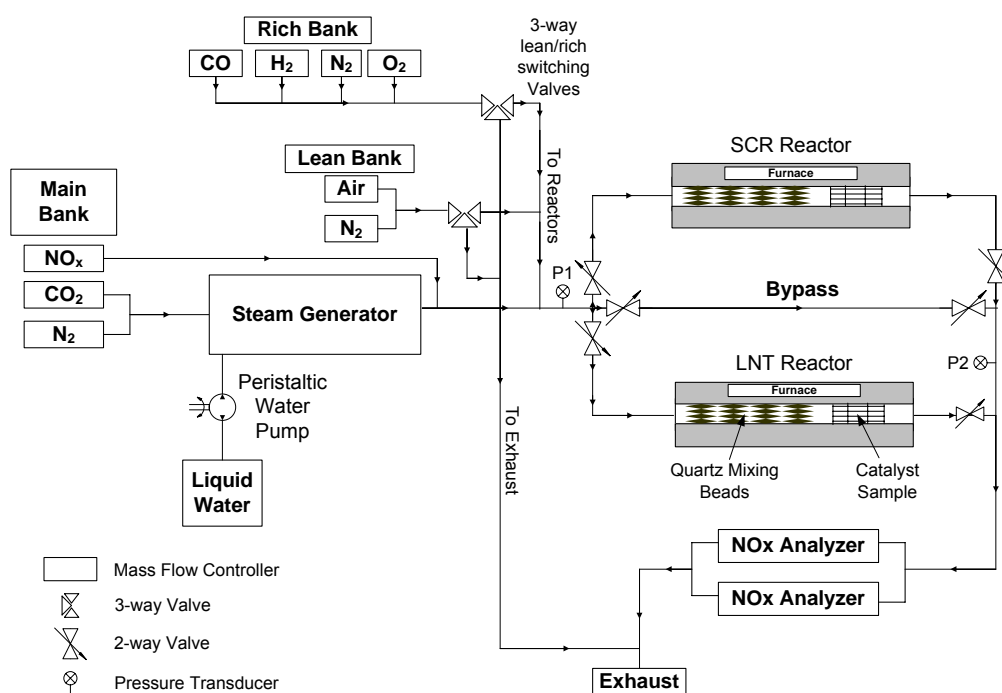 Rich Bank
CO
H2
N2
O2
3-way
lean/rich
switching
Valves
Lean Bank
Air
N2
To Reactors
Main
Bank
NOx
CO2
N2
Steam Generator
Peristaltic
Water
Pump
Liquid
Water
To Exhaust
P1
SCR Reactor
Furnace
Bypass
LNT Reactor
Furnace
P2
Quartz Mixing
Beads
Catalyst
Sample
NOx Analyzer
NOx Analyzer
Exhaust
Mass Flow Controller
3-way Valve
2-way Valve
Pressure Transducer